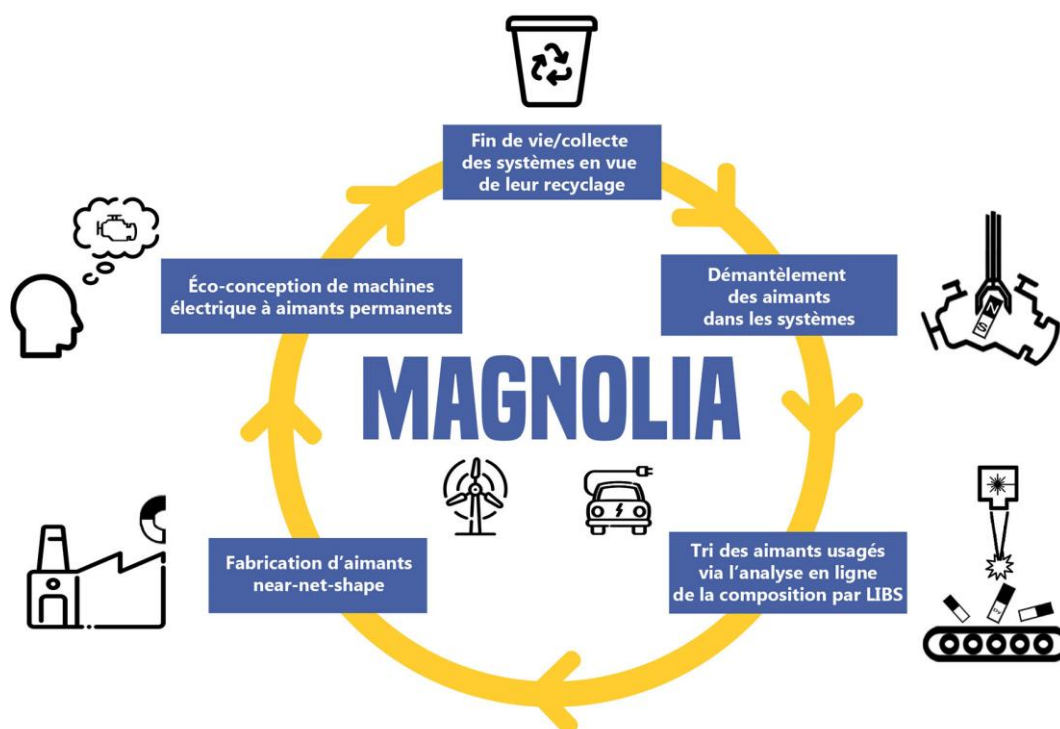 Fin de vie/collecte
des systèmes en vue
de leur recyclage
Démantèlement
des aimants
dans les systèmes
N
S
Tri des aimants usagés
via l'analyse en ligne
de la composition par LIBS
Fabrication d'aimants
near-net-shape
Éco-conception de machines
électrique à aimants permanents
MAGNOLIA